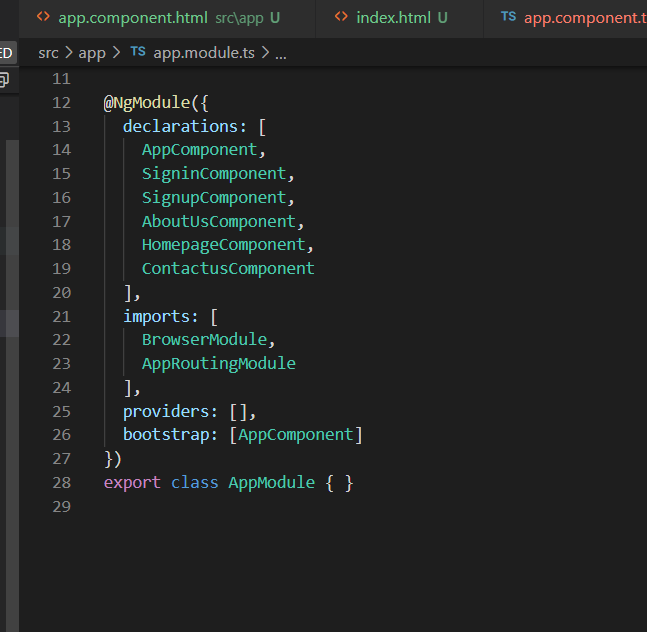 app.component.html src\app U
index.html U
TS app.component.t
ED
src > app > TS app.module.ts > ...
11
12 @NgModule({
13 declarations: [
14 AppComponent,
15 SigninComponent,
16 SignupComponent,
17 AboutUsComponent,
18 HomepageComponent,
19 ContactusComponent
20 ],
21 imports: [
22 BrowserModule,
23 AppRoutingModule
24 ],
25 providers: [],
26 bootstrap: [AppComponent]
27 })
28 export class AppModule { }
29